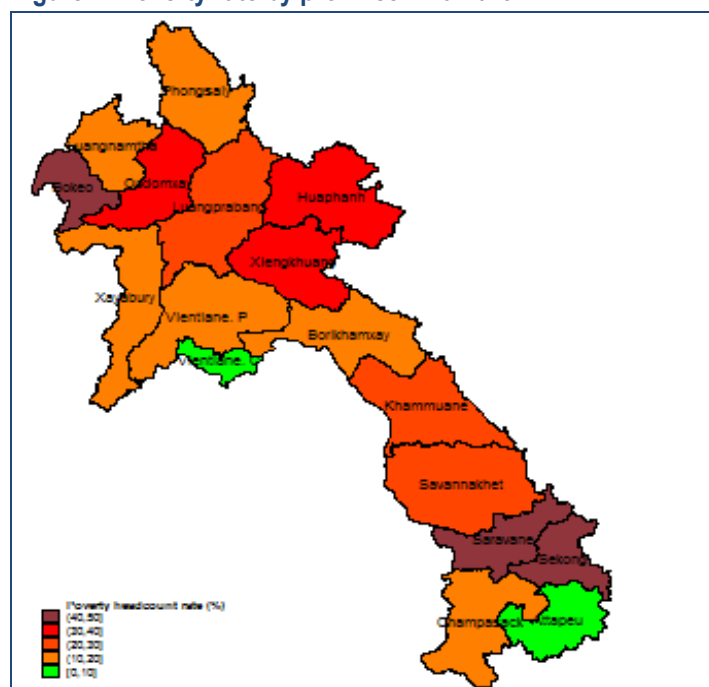 Phongsaly
Luangnamtha
Bokeo
Oudomxay
Luangprabang
Huaphanh
Xiengkhuang
Xayabury
Vientiane. P
Borikhamxay
Vientiane. C
Khammuane
Savannakhet
Saravane
Sekong
Champasack
Attapeu
Poverty headcount rate (%)
(40,50]
(30,40]
(20,30]
(10,20]
[0,10]